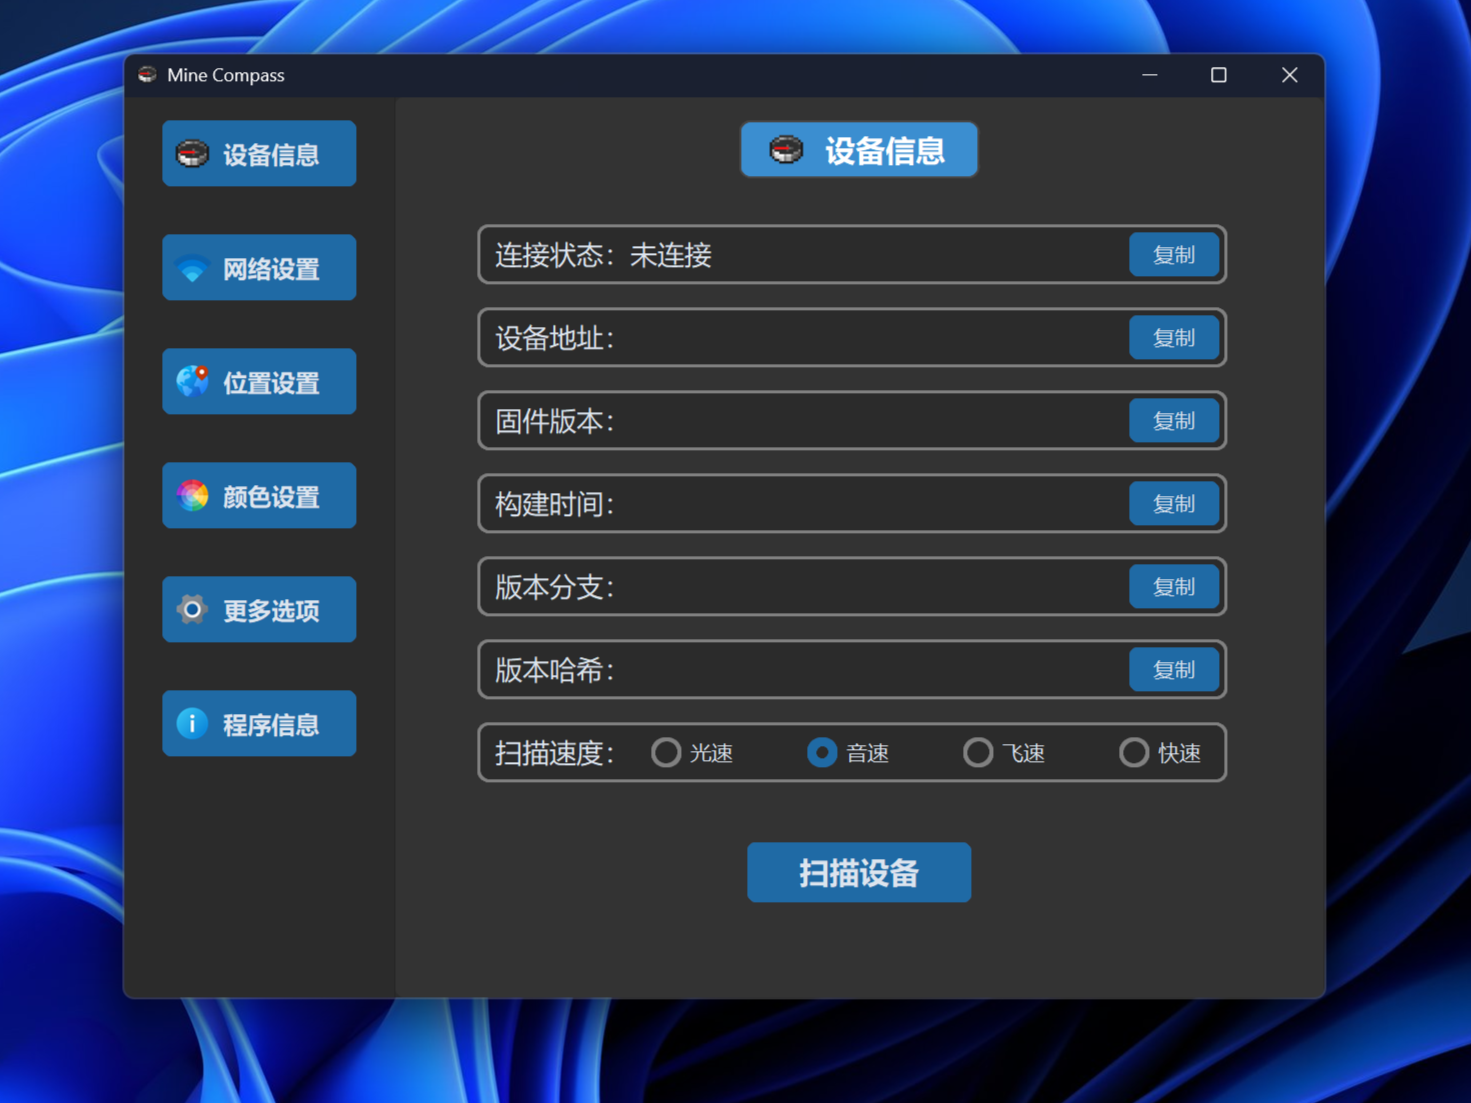 Mine Compass
设备信息
网络设置
位置设置
颜色设置
更多选项
程序信息
设备信息
连接状态：未连接 复制
设备地址： 复制
固件版本： 复制
构建时间： 复制
版本分支： 复制
版本哈希： 复制
扫描速度： 光速 音速 飞速 快速
扫描设备